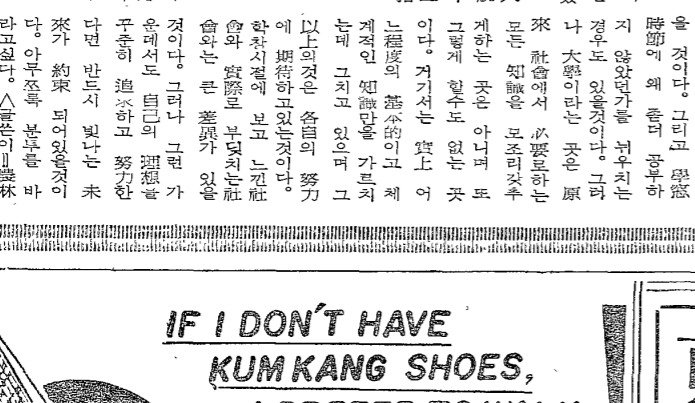 을 것이다. 그리고 學窓
時節에 왜 좀더 공부하
지 않았던가를 뉘우치는
경우도 있을것이다. 그러
나 大學이라는 곳은 原
來 社會에서 必要로하는
모든 知識을 모조리갖추
게하는 곳은 아니며 또
그렇게 할수도 없는 곳
이다. 거기서는 實上 어
느程度의 基本的이고 체
계적인 知識만을 가르치
는데 그치고 있으며 그
以上의것은 各自의 努力
에 期待하고있는것이다.
학창시절에 보고 느낀社
會와 實際로 부딪치는社
會와는 큰 差異가 있을
것이다. 그러나 그런 가
운데서도 自己의 理想을
꾸준히 追求하고 努力한
다면 반드시 빛나는 未
來가 約束 되어있을것이
다. 아무쪼록 분투를 바
라고싶다. 글쓴이 農林
IF I DON'T HAVE
KUMKANG SHOES,